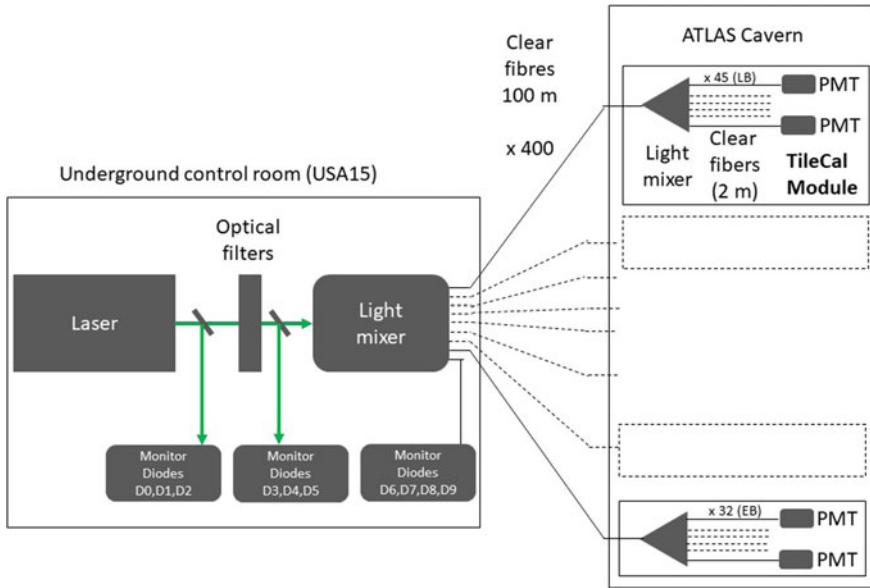 Underground control room (USA15)
Laser
Optical
filters
Light
mixer
Monitor
Diodes
D0,D1,D2
Monitor
Diodes
D3,D4,D5
Monitor
Diodes
D6,D7,D8,D9
Clear
fibres
100 m
x 400
ATLAS Cavern
x 45 (LB)
PMT
PMT
Light
mixer
Clear
fibers
(2 m)
TileCal
Module
x 32 (EB)
PMT
PMT